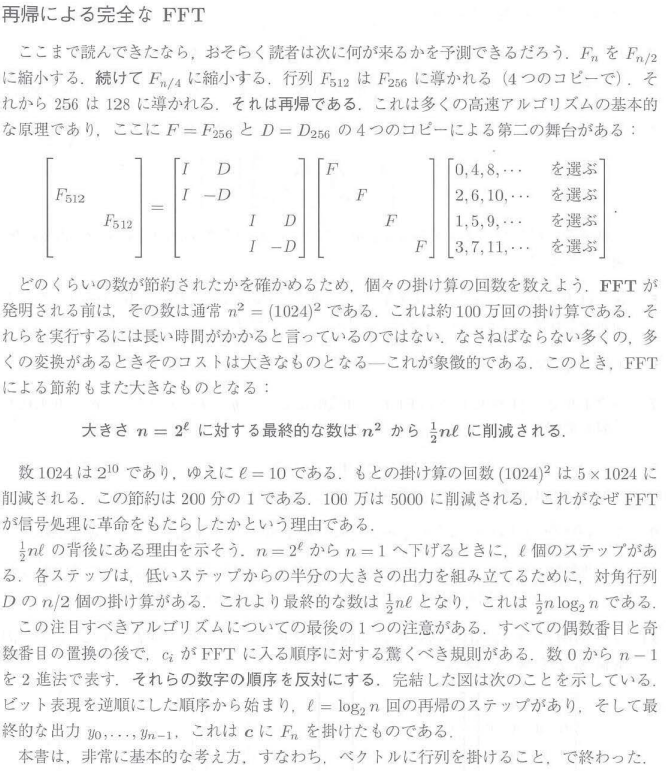 再帰による完全な FFT
ここまで読んできたなら，おそらく読者は次に何が来るかを予測できるだろう．Fₙ を Fₙ/₂
に縮小する．続けて Fₙ/₄ に縮小する．行列 F₅₁₂ は F₂₅₆ に導かれる（4 つのコピーで）．そ
れから 256 は 128 に導かれる．それは再帰である．これは多くの高速アルゴリズムの基本的
な原理であり，ここに F = F₂₅₆ と D = D₂₅₆ の 4 つのコピーによる第二の舞台がある：
[F₅₁₂ F₅₁₂] = [I D I −D I D I −D] [F F F F] [0, 4, 8, ⋯ を選ぶ 2, 6, 10, ⋯ を選ぶ 1, 5, 9, ⋯ を選ぶ 3, 7, 11, ⋯ を選ぶ] .
どのくらいの数が節約されたかを確かめるため，個々の掛け算の回数を数えよう．FFT が
発明される前は，その数は通常 n² = (1024)² である．これは約 100 万回の掛け算である．そ
れらを実行するには長い時間がかかると言っているのではない．なさねばならない多くの，多
くの変換があるときそのコストは大きなものとなる—これが象徴的である．このとき，FFT
による節約もまた大きなものとなる：
大きさ n = 2^ℓ に対する最終的な数は n² から ½nℓ に削減される．
数 1024 は 2¹⁰ であり，ゆえに ℓ = 10 である．もとの掛け算の回数 (1024)² は 5 × 1024 に
削減される．この節約は 200 分の 1 である．100 万は 5000 に削減される．これがなぜ FFT
が信号処理に革命をもたらしたかという理由である．
½nℓ の背後にある理由を示そう．n = 2^ℓ から n = 1 へ下げるときに，ℓ 個のステップがあ
る．各ステップは，低いステップからの半分の大きさの出力を組み立てるために，対角行列
D の n/2 個の掛け算がある．これより最終的な数は ½nℓ となり，これは ½n log₂ n である．
この注目すべきアルゴリズムについての最後の 1 つの注意がある．すべての偶数番目と奇
数番目の置換の後で，cᵢ が FFT に入る順序に対する驚くべき規則がある．数 0 から n − 1
を 2 進法で表す．それらの数字の順序を反対にする．完結した図は次のことを示している．
ビット表現を逆順にした順序から始まり，ℓ = log₂ n 回の再帰のステップがあり，そして最
終的な出力 y₀, . . . , yₙ₋₁，これは c に Fₙ を掛けたものである．
本書は，非常に基本的な考え方，すなわち，ベクトルに行列を掛けること，で終わった．